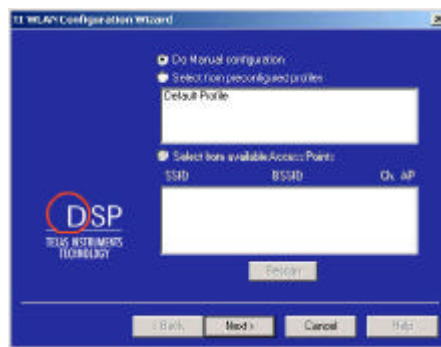 TI WLAN Configuration Wizard
Do Manual configuration
Select from preconfigured profiles
Default Profile
Select from available Access Points
SSID BSSID Ch. AP
DSP
TEXAS INSTRUMENTS
TECHNOLOGY
Rescan
< Back Next > Cancel Help